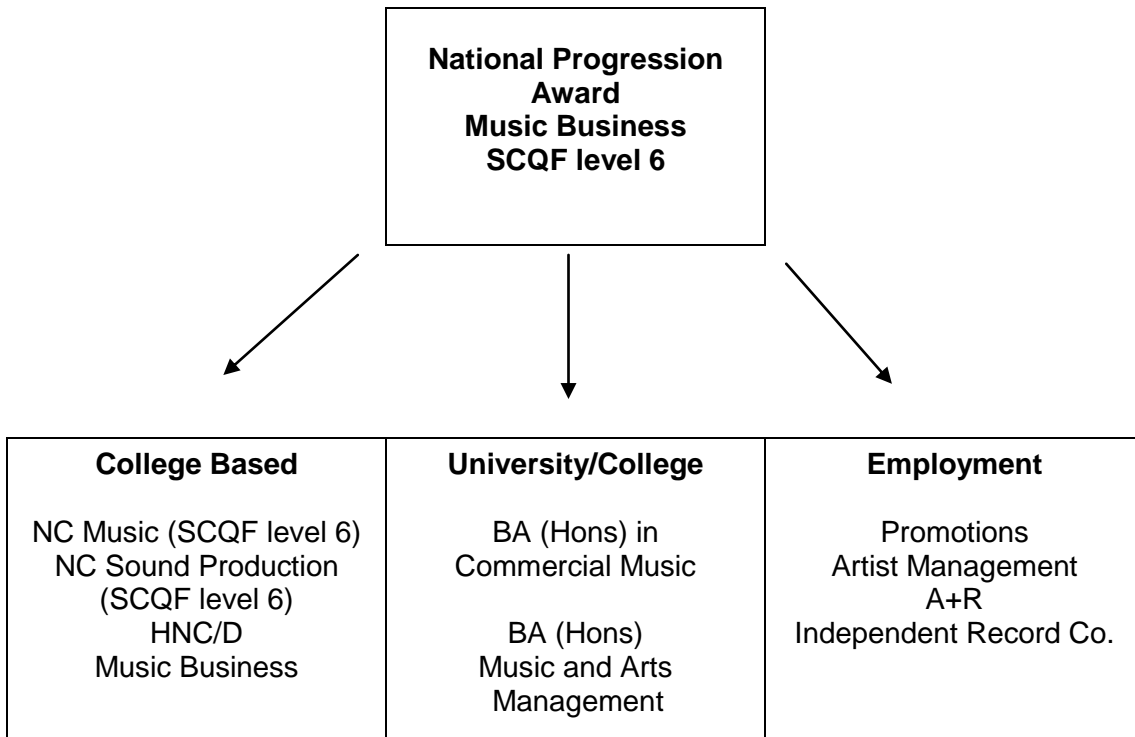 National Progression
Award
Music Business
SCQF level 6
College Based
NC Music (SCQF level 6)
NC Sound Production
(SCQF level 6)
HNC/D
Music Business
University/College
BA (Hons) in
Commercial Music
BA (Hons)
Music and Arts
Management
Employment
Promotions
Artist Management
A+R
Independent Record Co.